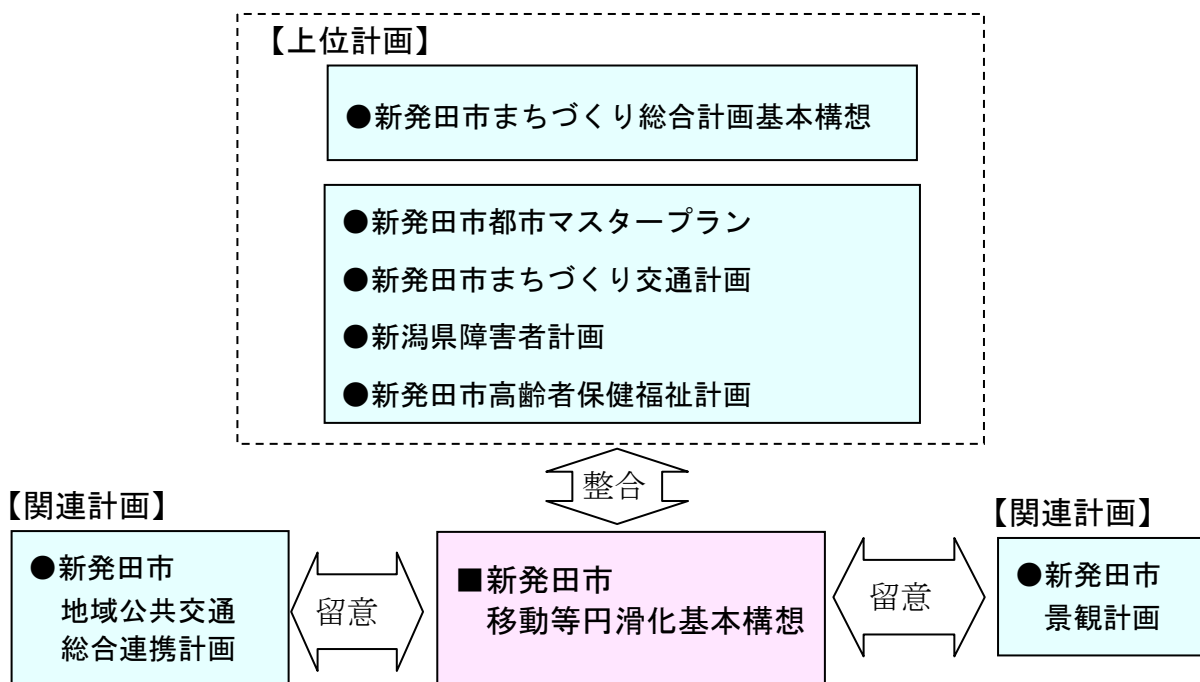 【上位計画】
●新発田市まちづくり総合計画基本構想
●新発田市都市マスタープラン
●新発田市まちづくり交通計画
●新潟県障害者計画
●新発田市高齢者保健福祉計画
整合
【関連計画】
●新発田市
地域公共交通
総合連携計画
留意
■新発田市
移動等円滑化基本構想
留意
【関連計画】
●新発田市
景観計画